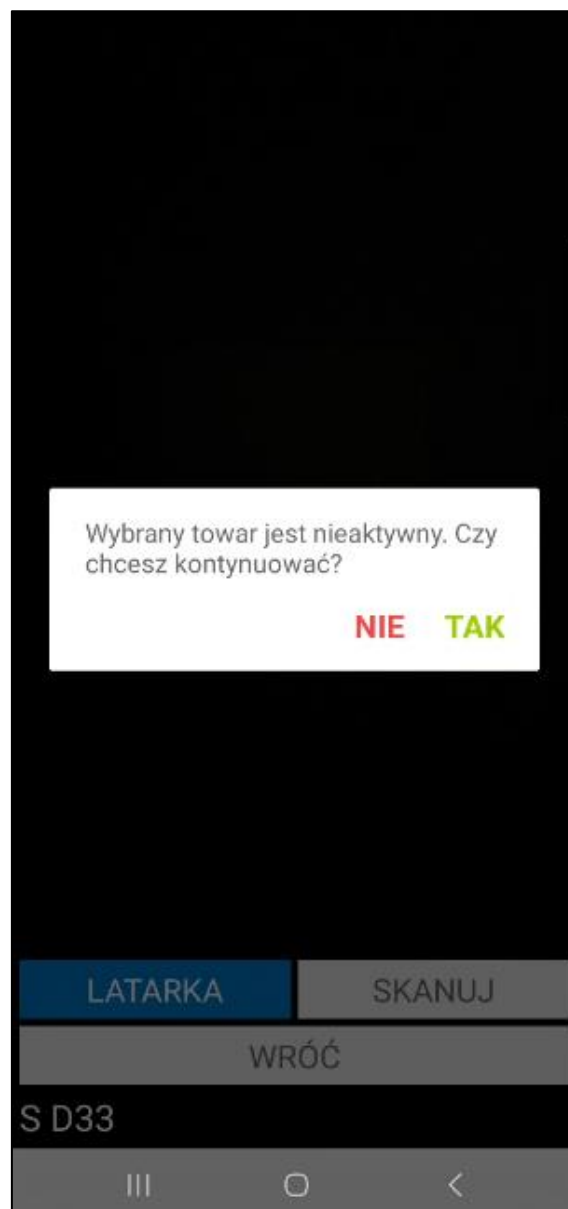 Wybrany towar jest nieaktywny. Czy
chcesz kontynuować?
NIE TAK
LATARKA SKANUJ
WRÓĆ
S D33